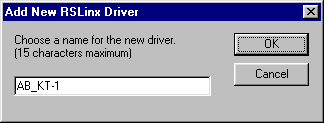 Add New RSLinx Driver
Choose a name for the new driver.
(15 characters maximum)
OK
Cancel
AB_KT-1